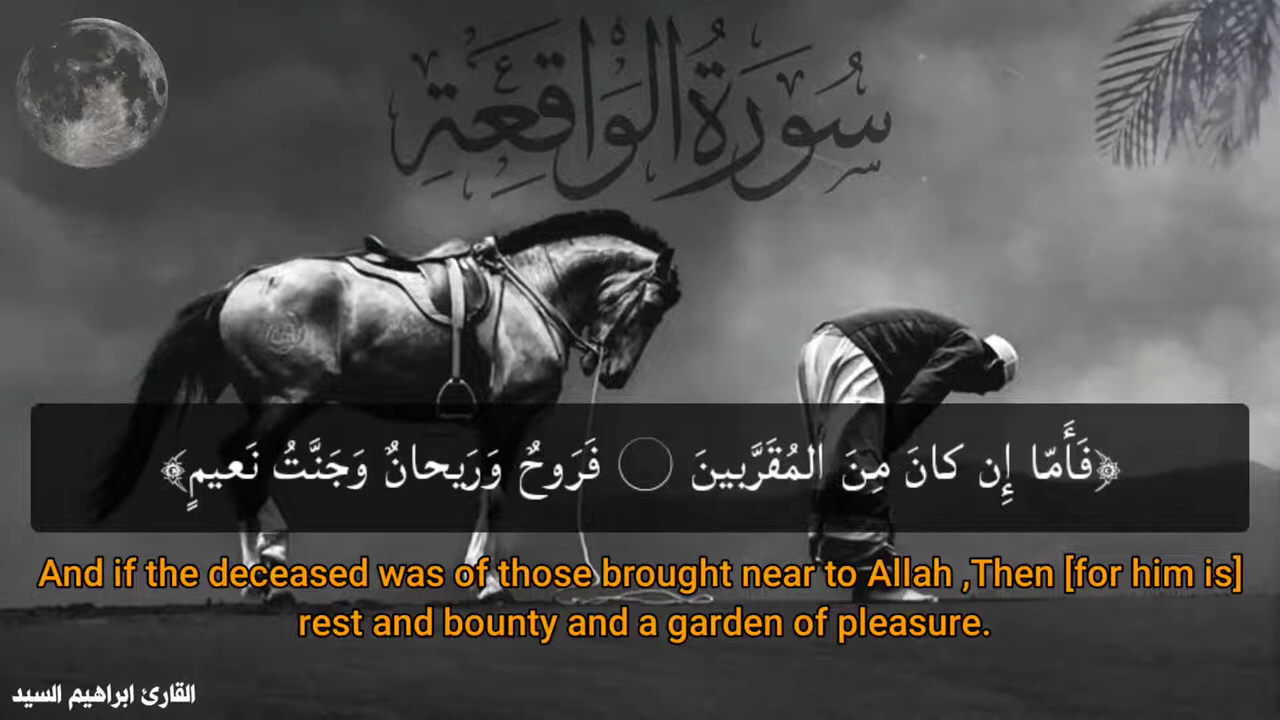 سُورَةُ الوَاقِعَةِ
﴿فَأَمّا إِن كانَ مِنَ المُقَرَّبينَ ۝ فَرَوحٌ وَرَيحانٌ وَجَنَّتُ نَعيمٍ﴾
And if the deceased was of those brought near to Allah ,Then [for him is]
rest and bounty and a garden of pleasure.
القارئ ابراهيم السيد